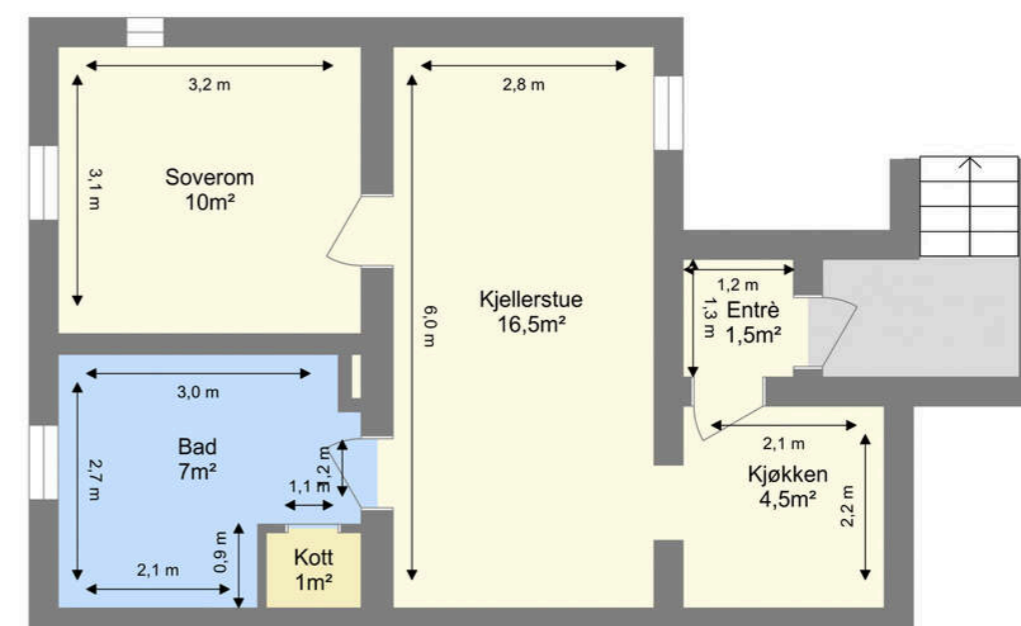 3,2 m
3,1 m
Soverom
10m²
2,8 m
6,0 m
Kjellerstue
16,5m²
1,2 m
1,3 m
Entrè
1,5m²
3,0 m
2,7 m
Bad
7m²
1,1 m
2,1 m
0,9 m
Kott
1m²
2,1 m
Kjøkken
4,5m²
2,2 m